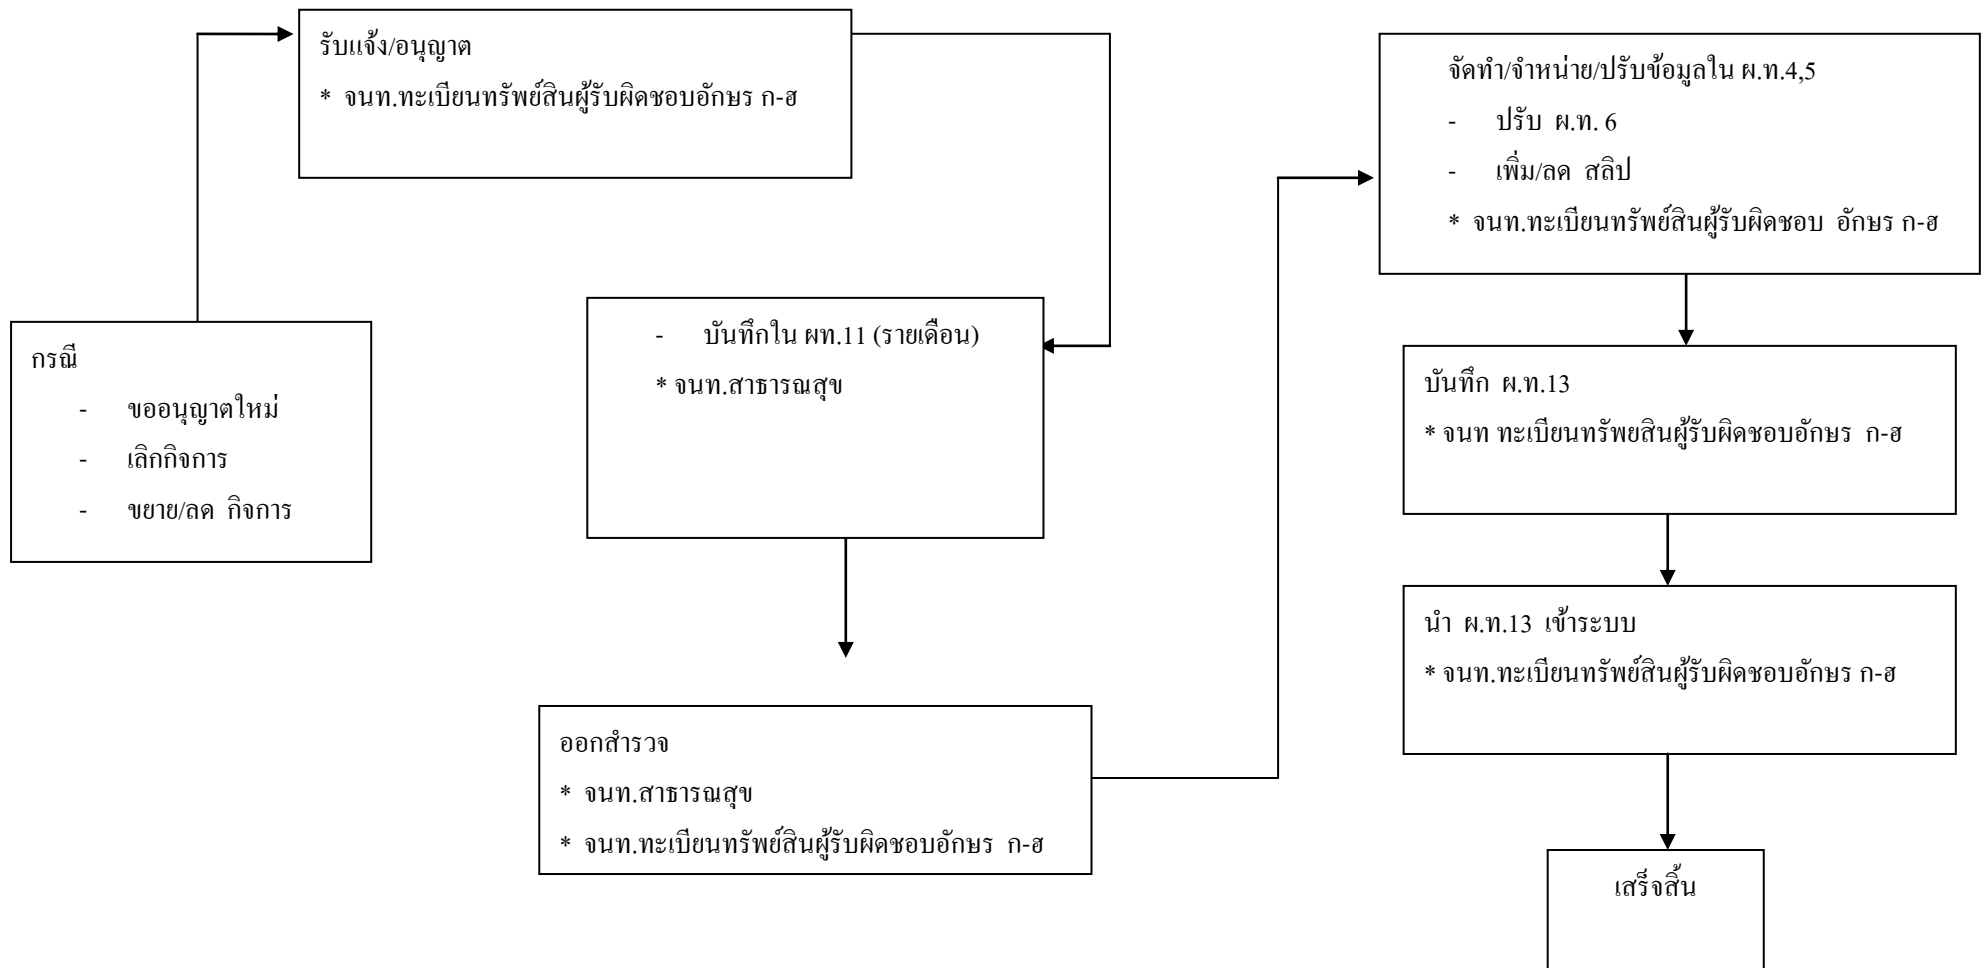 กรณี
- ขออนุญาตใหม่
- เลิกกิจการ
- ขยาย/ลด กิจการ
รับแจ้ง/อนุญาต
* จนท.ทะเบียนทรัพย์สินผู้รับผิดชอบอักษร ก-ฮ
- บันทึกใน ผท.11 (รายเดือน)
* จนท.สาธารณสุข
ออกสำรวจ
* จนท.สาธารณสุข
* จนท.ทะเบียนทรัพย์สินผู้รับผิดชอบอักษร ก-ฮ
จัดทำ/จำหน่าย/ปรับข้อมูลใน ผ.ท.4,5
- ปรับ ผ.ท. 6
- เพิ่ม/ลด สลิป
* จนท.ทะเบียนทรัพย์สินผู้รับผิดชอบ อักษร ก-ฮ
บันทึก ผ.ท.13
* จนท ทะเบียนทรัพยสินผู้รับผิดชอบอักษร ก-ฮ
นำ ผ.ท.13 เข้าระบบ
* จนท.ทะเบียนทรัพย์สินผู้รับผิดชอบอักษร ก-ฮ
เสร็จสิ้น